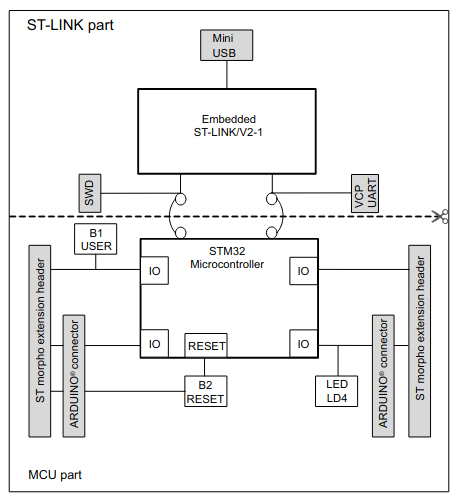 ST-LINK part
Mini
USB
Embedded
ST-LINK/V2-1
SWD
VCP
UART
B1
USER
STM32
Microcontroller
IO
IO
ST morpho extension header
ST morpho extension header
ARDUINO® connector
ARDUINO® connector
IO
RESET
IO
B2
RESET
LED
LD4
MCU part